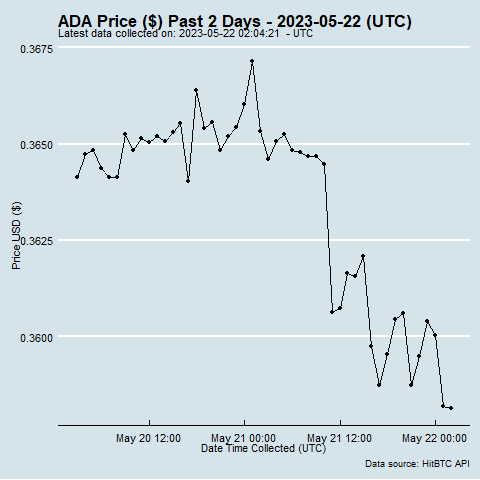 ADA Price ($) Past 2 Days - 2023-05-22 (UTC)
Latest data collected on: 2023-05-22 02:04:21 - UTC
0.3675
0.3650
0.3625
0.3600
Price USD ($)
May 20 12:00 May 21 00:00 May 21 12:00 May 22 00:00
Date Time Collected (UTC)
Data source: HitBTC API